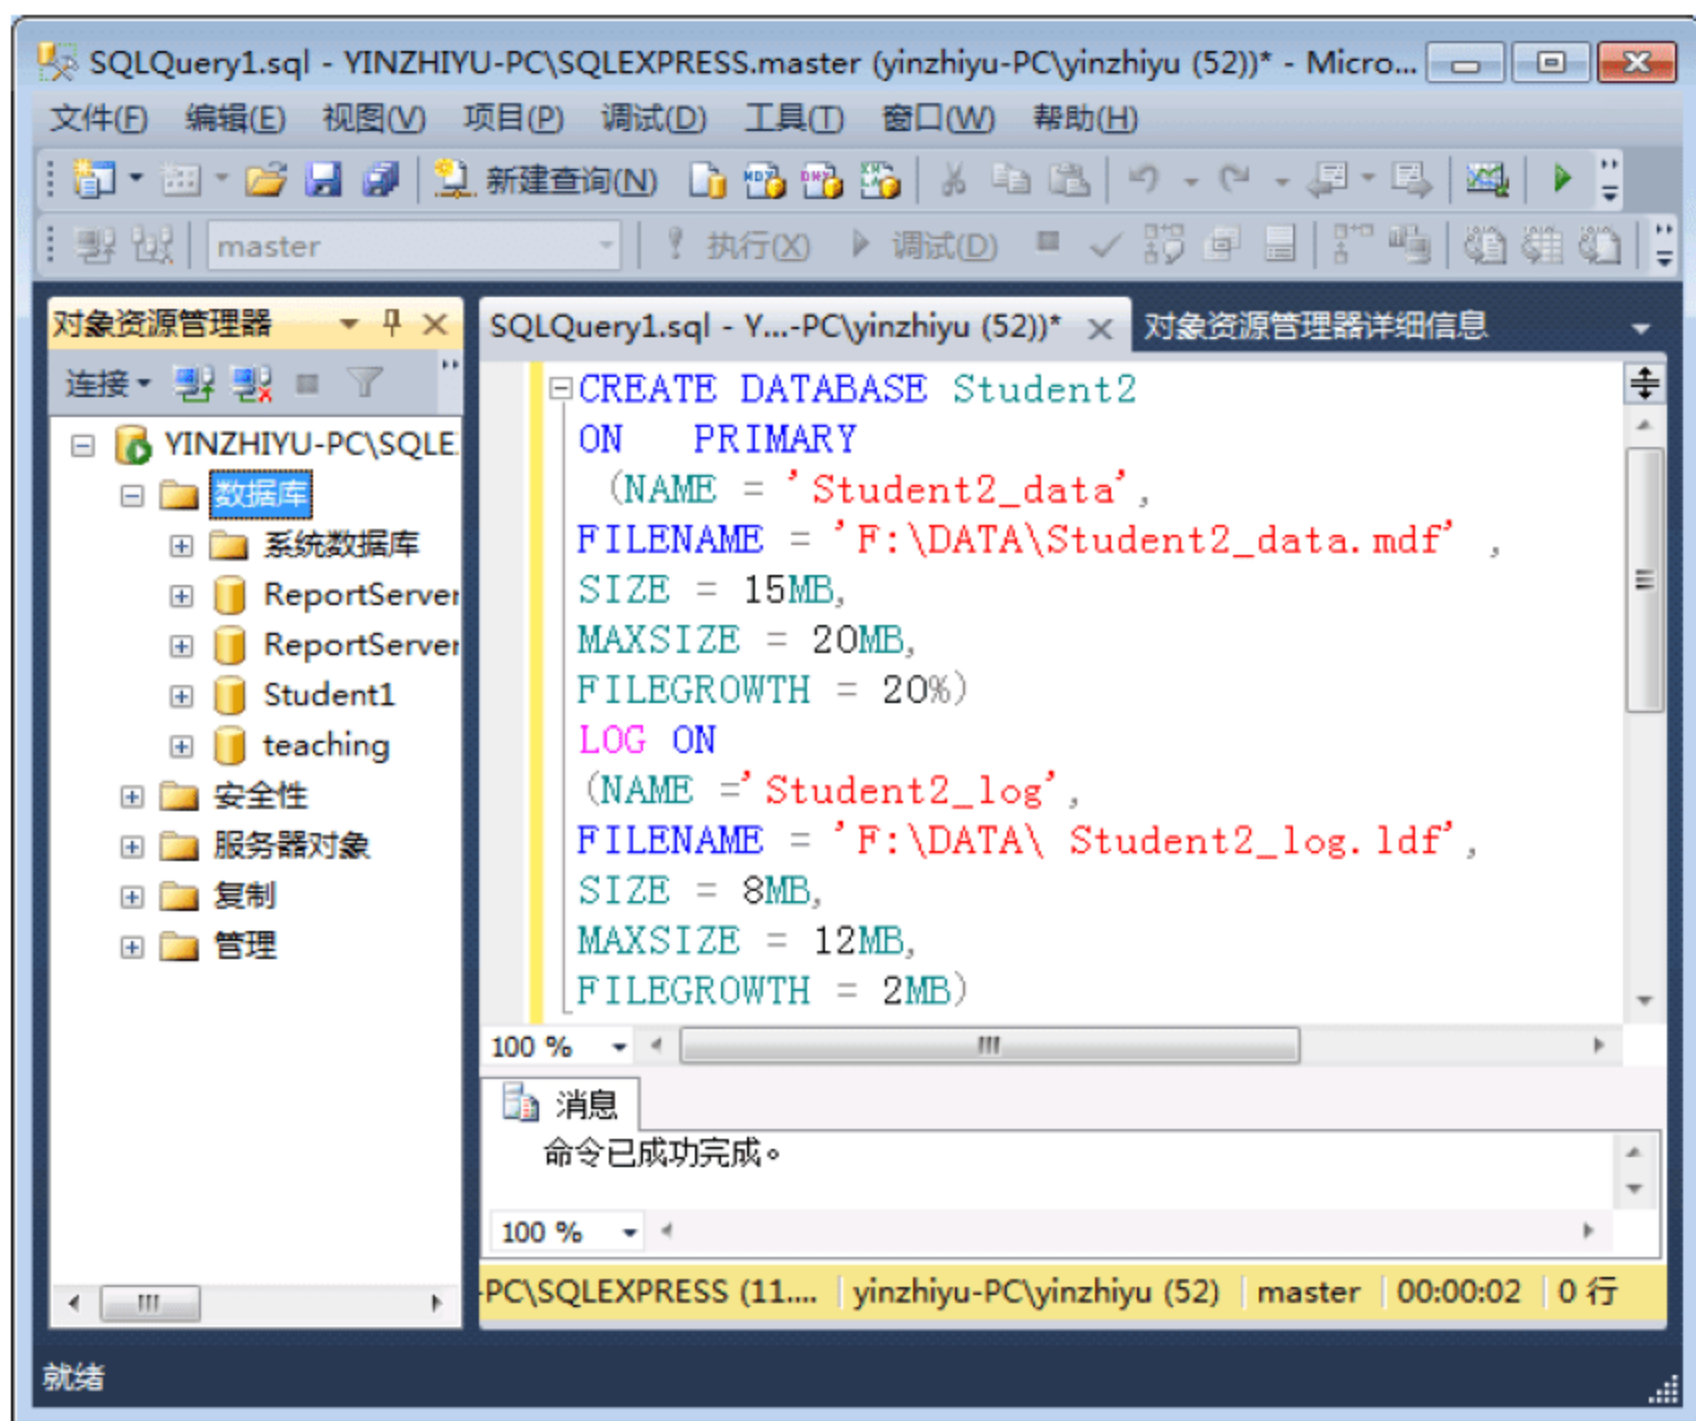 SQLQuery1.sql - YINZHIYU-PC\SQLEXPRESS.master (yinzhiyu-PC\yinzhiyu (52))* - Micro...
文件(F) 编辑(E) 视图(V) 项目(P) 调试(D) 工具(T) 窗口(W) 帮助(H)
新建查询(N)
master 执行(X) 调试(D)
对象资源管理器
连接
YINZHIYU-PC\SQLE
数据库
系统数据库
ReportServer
ReportServer
Student1
teaching
安全性
服务器对象
复制
管理
SQLQuery1.sql - Y...-PC\yinzhiyu (52))* 对象资源管理器详细信息
CREATE DATABASE Student2
ON PRIMARY
(NAME = 'Student2_data',
FILENAME = 'F:\DATA\Student2_data.mdf' ,
SIZE = 15MB,
MAXSIZE = 20MB,
FILEGROWTH = 20%)
LOG ON
(NAME ='Student2_log',
FILENAME = 'F:\DATA\ Student2_log.ldf',
SIZE = 8MB,
MAXSIZE = 12MB,
FILEGROWTH = 2MB)
100 %
消息
命令已成功完成。
100 %
-PC\SQLEXPRESS (11.... yinzhiyu-PC\yinzhiyu (52) master 00:00:02 0 行
就绪